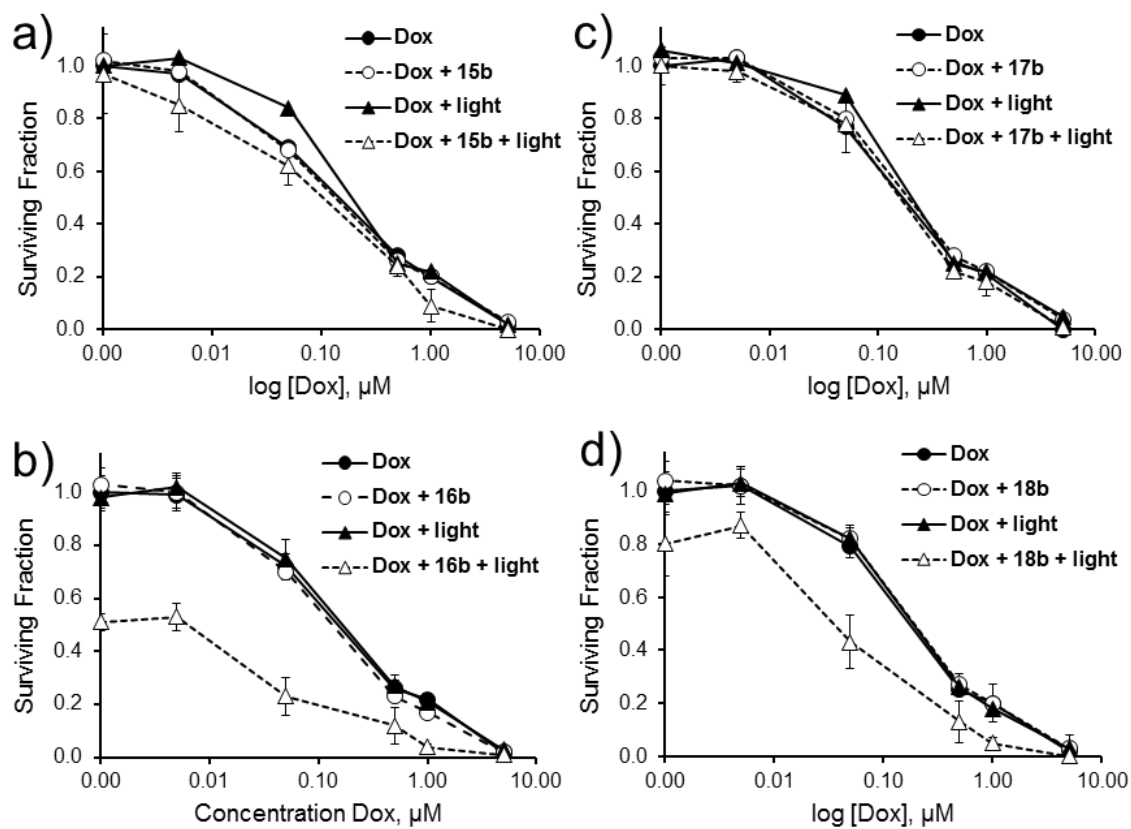 a)
Dox
Dox + 15b
Dox + light
Dox + 15b + light
1.0
0.8
0.6
0.4
0.2
0.0
Surviving Fraction
0.00 0.01 0.10 1.00 10.00
log [Dox], µM
c)
Dox
Dox + 17b
Dox + light
Dox + 17b + light
1.0
0.8
0.6
0.4
0.2
0.0
Surviving Fraction
0.00 0.01 0.10 1.00 10.00
log [Dox], µM
b)
Dox
Dox + 16b
Dox + light
Dox + 16b + light
1.0
0.8
0.6
0.4
0.2
0.0
Surviving Fraction
0.00 0.01 0.10 1.00 10.00
Concentration Dox, µM
d)
Dox
Dox + 18b
Dox + light
Dox + 18b + light
1.0
0.8
0.6
0.4
0.2
0.0
Surviving Fraction
0.00 0.01 0.10 1.00 10.00
log [Dox], µM